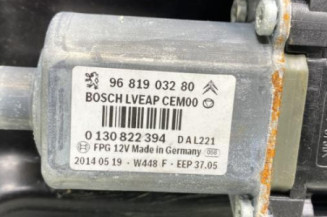 96 819 032 80
BOSCH LVEAP CEM00
0 130 822 394 D A L221
FPG 12V Made in Germany
2014 05 19 - W448 F - EEP 37.05